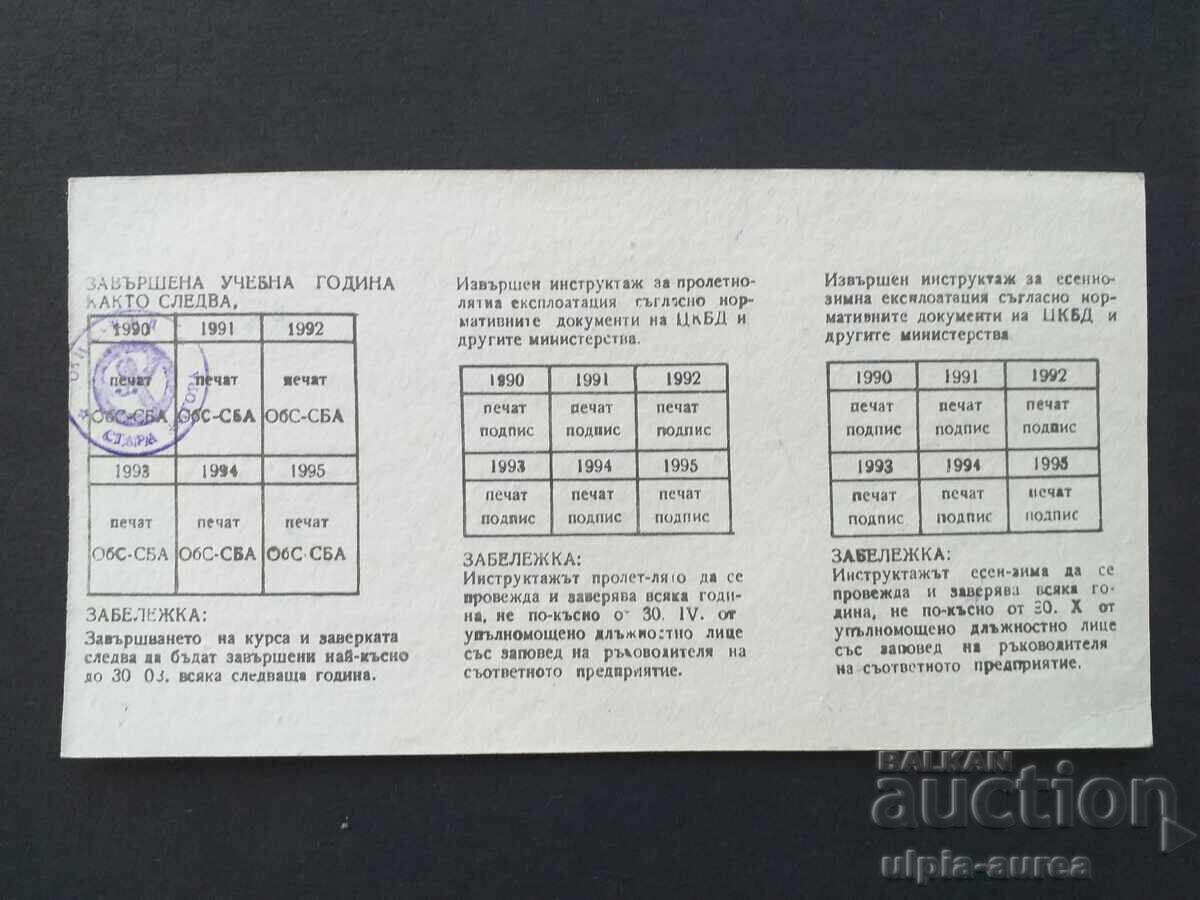 ЗАВЪРШЕНА УЧЕБНА ГОДИНА
КАКТО СЛЕДВА,
1990 1991 1992
печат печат печат
ОбС-СБА ОбС-СБА ОбС-СБА
СТАРА
1993 1994 1995
печат печат печат
ОбС-СБА ОбС-СБА ОбС СБА
ЗАБЕЛЕЖКА:
Завършването на курса и заверката
следва да бъдат завършени най-късно
до 30 03. всяка следваща година.
Извършен инструктаж за пролетно-
лятна експлоатация съгласно нор-
мативните документи на ЦКБД и
другите министерства.
1990 1991 1992
печат печат печат
подпис подпис подпис
1993 1994 1995
печат печат печат
подпис подпис подпис
ЗАБЕЛЕЖКА:
Инструктажът пролет-лято да се
провежда и заверява всяка годи-
на, не по-късно от 30. IV. от
упълномощено длъжностно лице
със заповед на ръководителя на
съответното предприятие.
Извършен инструктаж за есенно-
зимна експлоатация съгласно нор-
мативните документи на ЦКБД и
другите министерства
1990 1991 1992
печат печат печат
подпис подпис подпис
1993 1994 1995
печат печат печат
подпис подпис подпис
ЗАБЕЛЕЖКА:
Инструктажът есен-зима да се
провежда и заверява всяка го-
дина, не по-късно от 30. X от
упълномощено длъжностно лице
със заповед на ръководителя
на съответното предприятие.
BALKAN
auction
ulpia-aurea